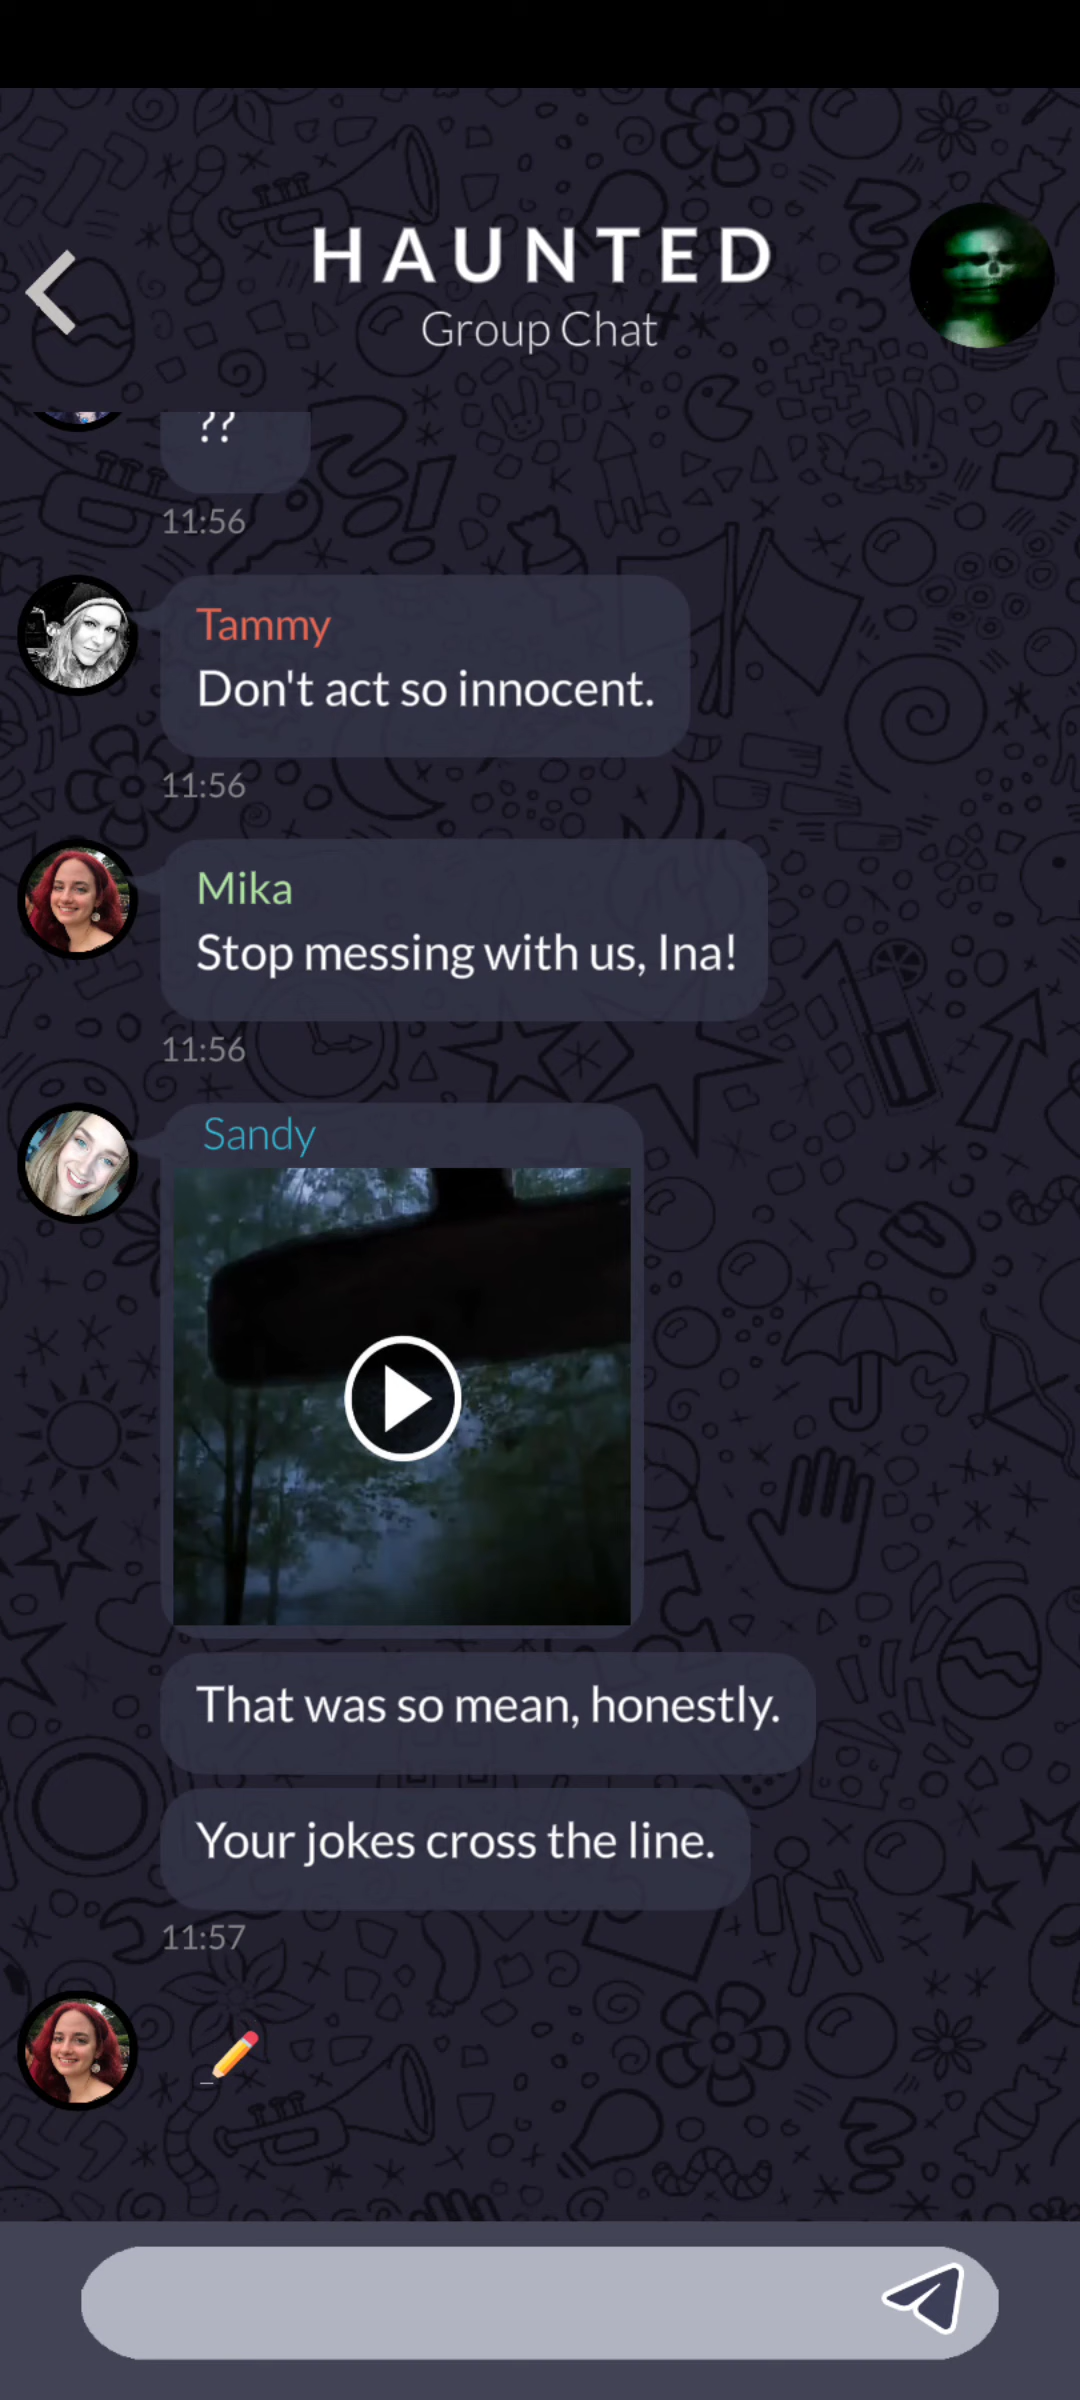 HAUNTED
Group Chat
??
11:56
Tammy
Don't act so innocent.
11:56
Mika
Stop messing with us, Ina!
11:56
Sandy
That was so mean, honestly.
Your jokes cross the line.
11:57